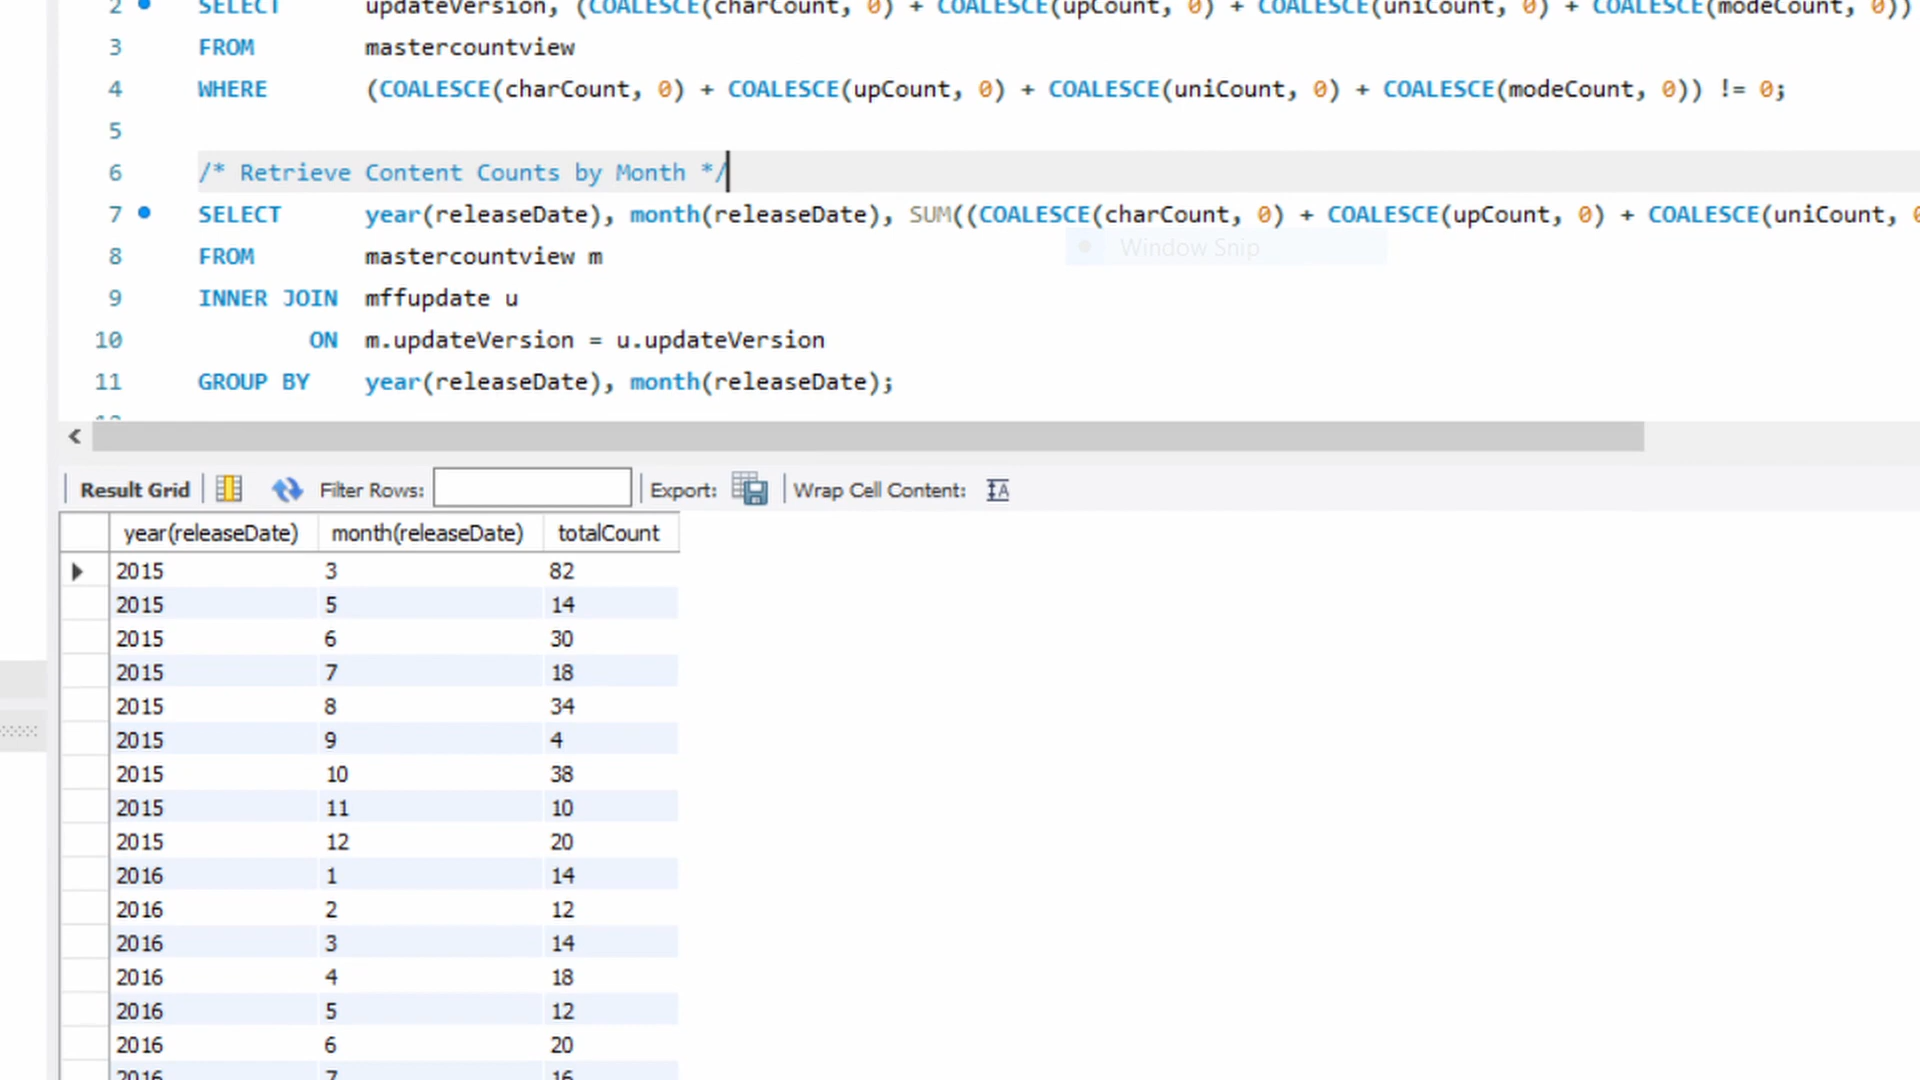 2 SELECT updateVersion, (COALESCE(charCount, 0) + COALESCE(upCount, 0) + COALESCE(uniCount, 0) + COALESCE(modeCount, 0))
3 FROM mastercountview
4 WHERE (COALESCE(charCount, 0) + COALESCE(upCount, 0) + COALESCE(uniCount, 0) + COALESCE(modeCount, 0)) != 0;
5
6 /* Retrieve Content Counts by Month */
7 SELECT year(releaseDate), month(releaseDate), SUM((COALESCE(charCount, 0) + COALESCE(upCount, 0) + COALESCE(uniCount, 0
Window Snip
8 FROM mastercountview m
9 INNER JOIN mffupdate u
10 ON m.updateVersion = u.updateVersion
11 GROUP BY year(releaseDate), month(releaseDate);
Result Grid Filter Rows: Export: Wrap Cell Content:
year(releaseDate) month(releaseDate) totalCount
2015 3 82
2015 5 14
2015 6 30
2015 7 18
2015 8 34
2015 9 4
2015 10 38
2015 11 10
2015 12 20
2016 1 14
2016 2 12
2016 3 14
2016 4 18
2016 5 12
2016 6 20
2016 7 16